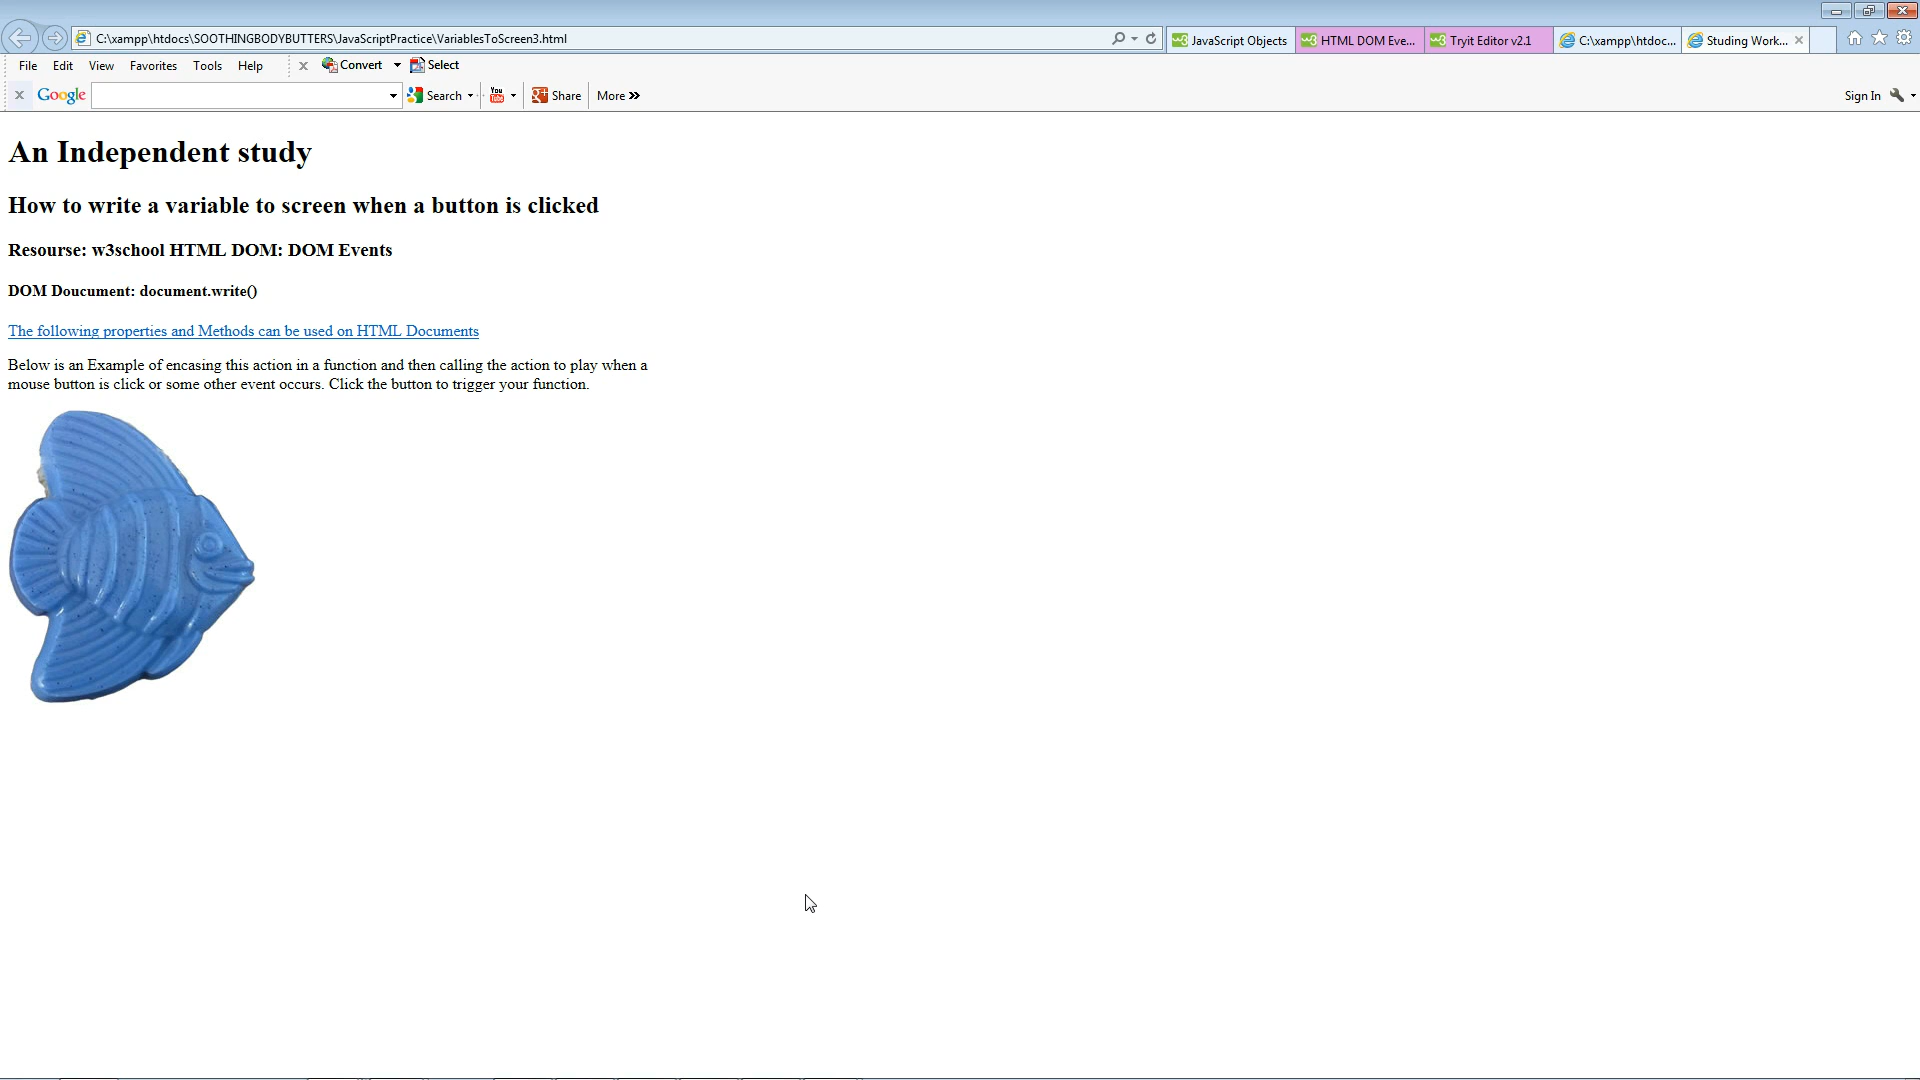 C:\xampp\htdocs\SOOTHINGBODYBUTTERS\JavaScriptPractice\VariablesToScreen3.html
JavaScript Objects
HTML DOM Eve...
Tryit Editor v2.1
C:\xampp\htdoc...
Studing Work...
File Edit View Favorites Tools Help
Convert
Select
Google
Search
You Tube
Share
More
Sign In
An Independent study
How to write a variable to screen when a button is clicked
Resourse: w3school HTML DOM: DOM Events
DOM Doucument: document.write()
The following properties and Methods can be used on HTML Documents
Below is an Example of encasing this action in a function and then calling the action to play when a
mouse button is click or some other event occurs. Click the button to trigger your function.